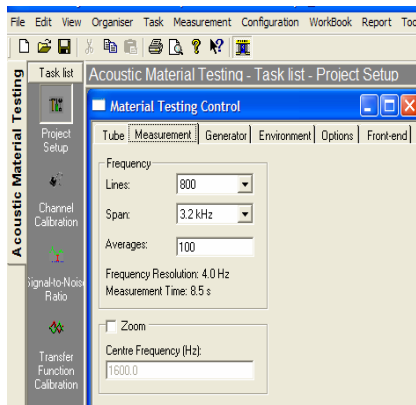 File Edit View Organiser Task Measurement Configuration WorkBook Report Too
Acoustic Material Testing
Task list
Acoustic Material Testing - Task list - Project Setup
Material Testing Control
Project
Setup
Channel
Calibration
Signal-to-Nois
Ratio
Transfer
Function
Calibration
Tube Measurement Generator Environment Options Front-end
Frequency
Lines: 800
Span: 3.2 kHz
Averages: 100
Frequency Resolution: 4.0 Hz
Measurement Time: 8.5 s
Zoom
Centre Frequency (Hz):
1600.0